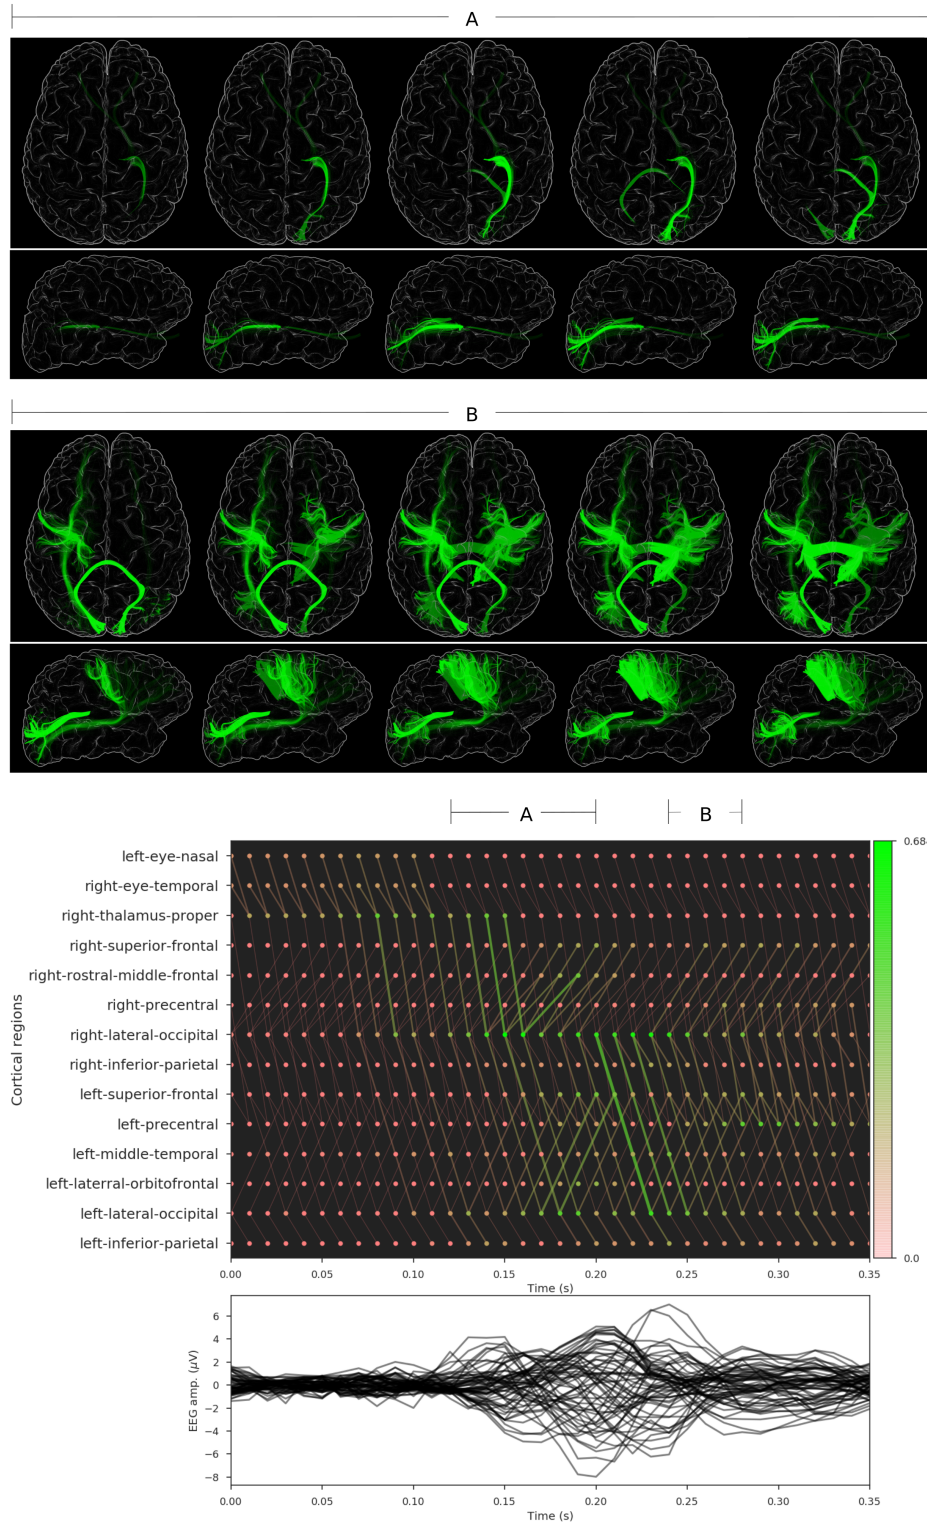 A
B
A
B
left-eye-nasal
right-eye-temporal
right-thalamus-proper
right-superior-frontal
right-rostral-middle-frontal
right-precentral
right-lateral-occipital
right-inferior-parietal
left-superior-frontal
left-precentral
left-middle-temporal
left-laterral-orbitofrontal
left-lateral-occipital
left-inferior-parietal
Cortical regions
0.68
0.0
0.00 0.05 0.10 0.15 0.20 0.25 0.30 0.35
Time (s)
EEG amp. (μV)
6
4
2
0
−2
−4
−6
−8
0.00 0.05 0.10 0.15 0.20 0.25 0.30 0.35
Time (s)